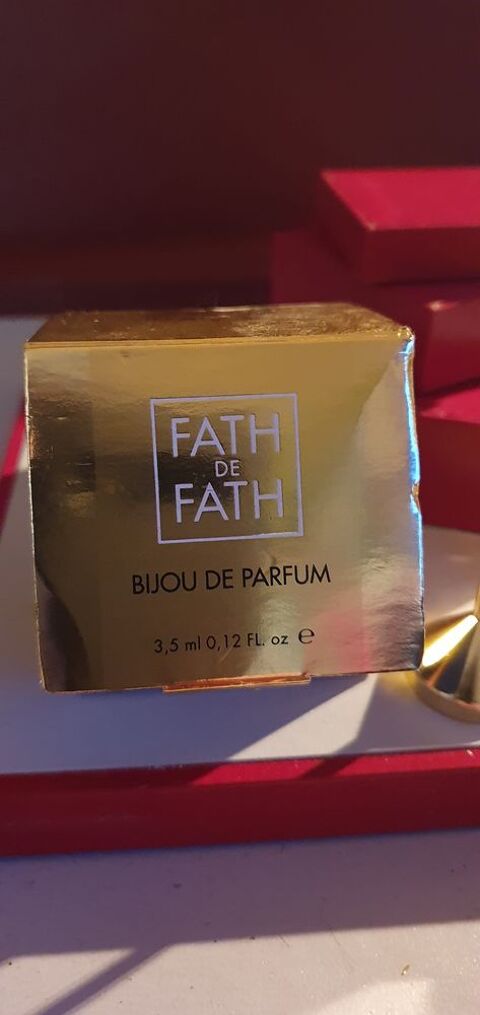 FATH
DE
FATH
BIJOU DE PARFUM
3,5 ml 0,12 FL. oz ℮